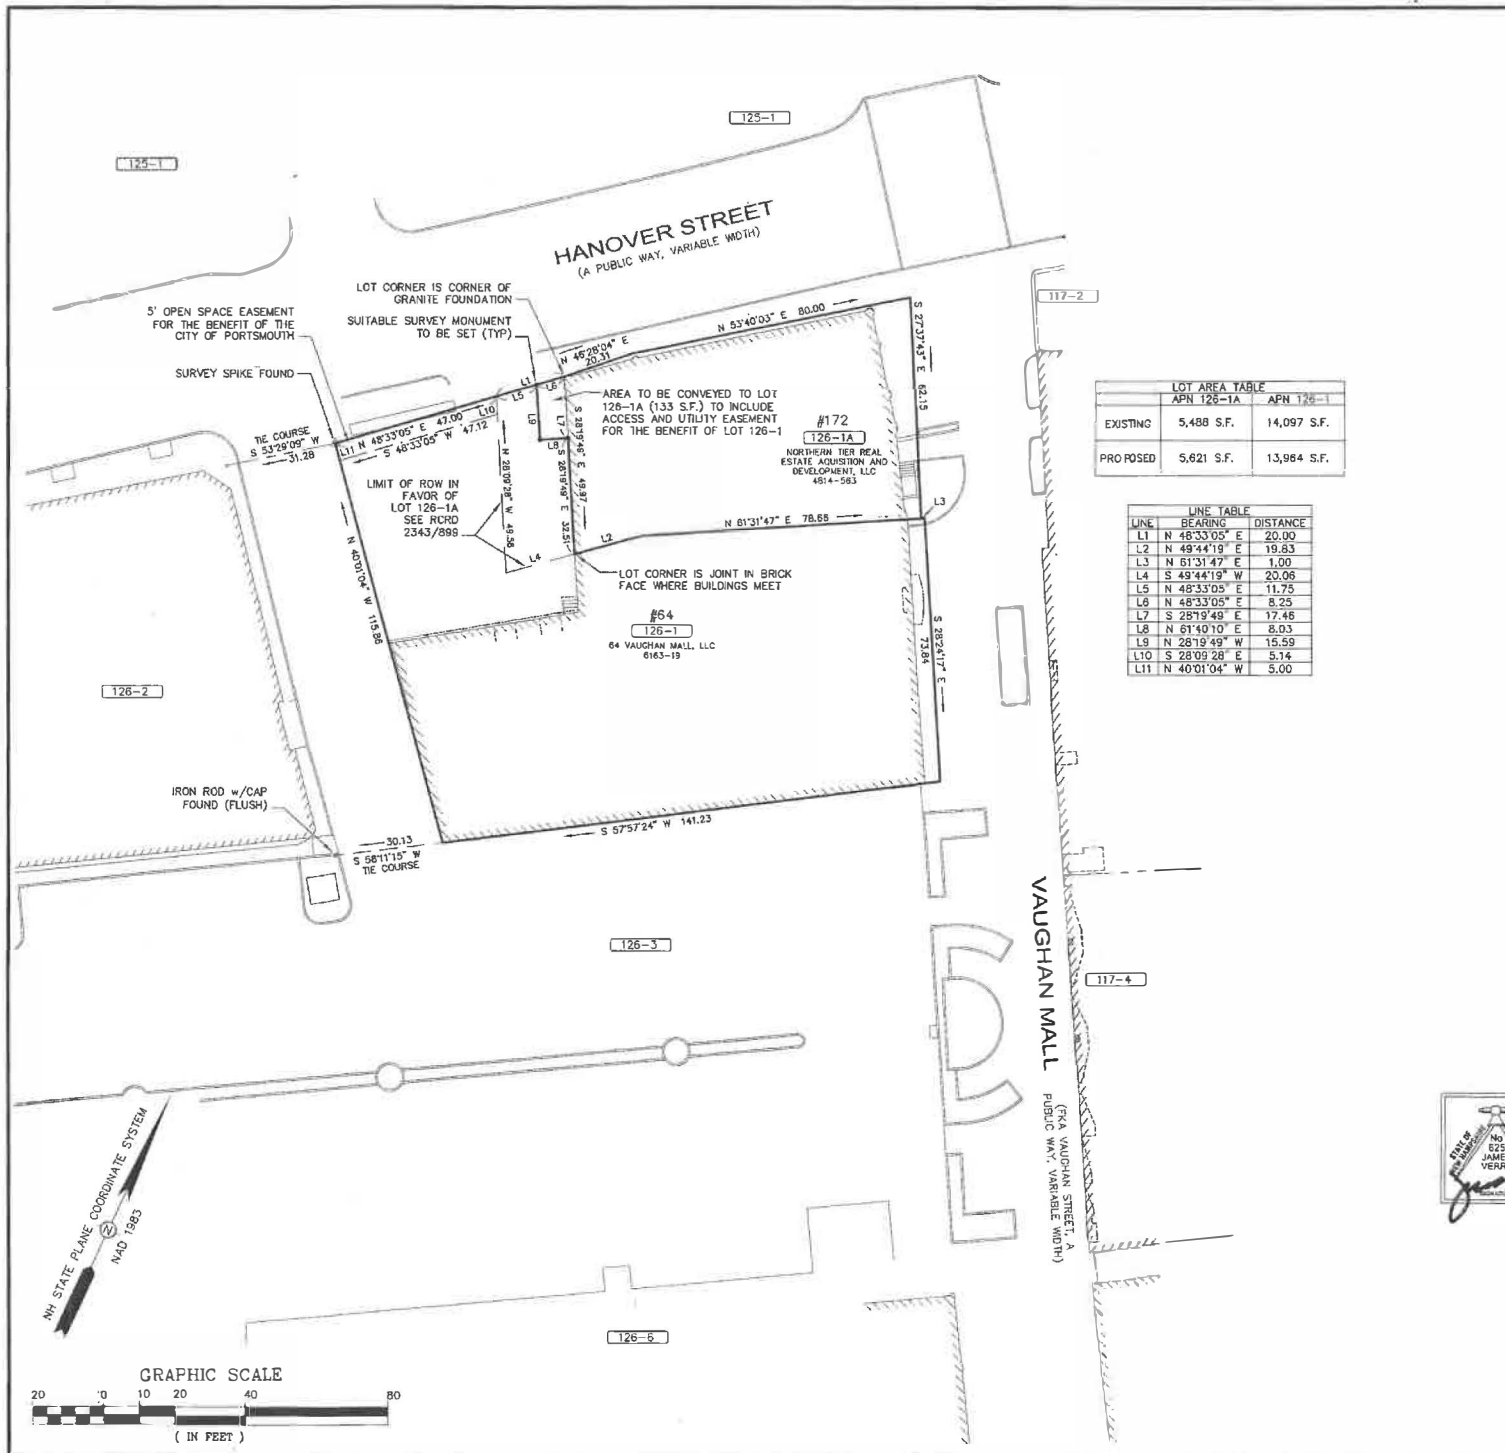 125-1
125-1
HANOVER STREET
(A PUBLIC WAY, VARIABLE WIDTH)
117-2
LOT CORNER IS CORNER OF
GRANITE FOUNDATION
5' OPEN SPACE EASEMENT
FOR THE BENEFIT OF THE
CITY OF PORTSMOUTH
SUITABLE SURVEY MONUMENT
TO BE SET (TYP)
SURVEY SPIKE FOUND
N 53°40'03" E 80.00
N 46°28'04" E
20.31
S 27°37'43" E 62.15
L1
L5
L6
L10
L9
L7
L8
L11
N 48°33'05" E 47.00
S 48°33'05" W 47.12
TIE COURSE
S 53°29'09" W
31.28
AREA TO BE CONVEYED TO LOT
126-1A (133 S.F.) TO INCLUDE
ACCESS AND UTILITY EASEMENT
FOR THE BENEFIT OF LOT 126-1
S 28°19'49" E 49.97
S 28°19'49" E 32.51
#172
126-1A
NORTHERN TIER REAL
ESTATE AQUISITION AND
DEVELOPMENT, LLC
4814-563
LIMIT OF ROW IN
FAVOR OF
LOT 126-1A
SEE RCRD
2343/899
N 28°09'28" W 49.56
L4
L2
N 61°31'47" E 78.65
L3
LOT CORNER IS JOINT IN BRICK
FACE WHERE BUILDINGS MEET
N 40°01'04" W 115.86
#64
126-1
64 VAUGHAN MALL, LLC
6163-19
S 28°24'17" E
73.84
126-2
IRON ROD w/CAP
FOUND (FLUSH)
30.13
S 58°11'15" W
TIE COURSE
S 57°57'24" W 141.23
LOT AREA TABLE
APN 126-1A APN 126-1
EXISTING 5,488 S.F. 14,097 S.F.
PROPOSED 5,621 S.F. 13,964 S.F.
LINE TABLE
LINE BEARING DISTANCE
L1 N 48°33'05" E 20.00
L2 N 49°44'19" E 19.83
L3 N 61°31'47" E 1.00
L4 S 49°44'19" W 20.06
L5 N 48°33'05" E 11.75
L6 N 48°33'05" E 8.25
L7 S 28°19'49" E 17.46
L8 N 61°40'10" E 8.03
L9 N 28°19'49" W 15.59
L10 S 28°09'28" E 5.14
L11 N 40°01'04" W 5.00
126-3
VAUGHAN MALL
(FKA VAUGHAN STREET, A
PUBLIC WAY, VARIABLE WIDTH)
117-4
NH STATE PLANE COORDINATE SYSTEM
N
NAD 1983
STATE OF
NEW HAMPSHIRE
No
JAME
VERR
126-6
GRAPHIC SCALE
20 0 10 20 40 80
( IN FEET )